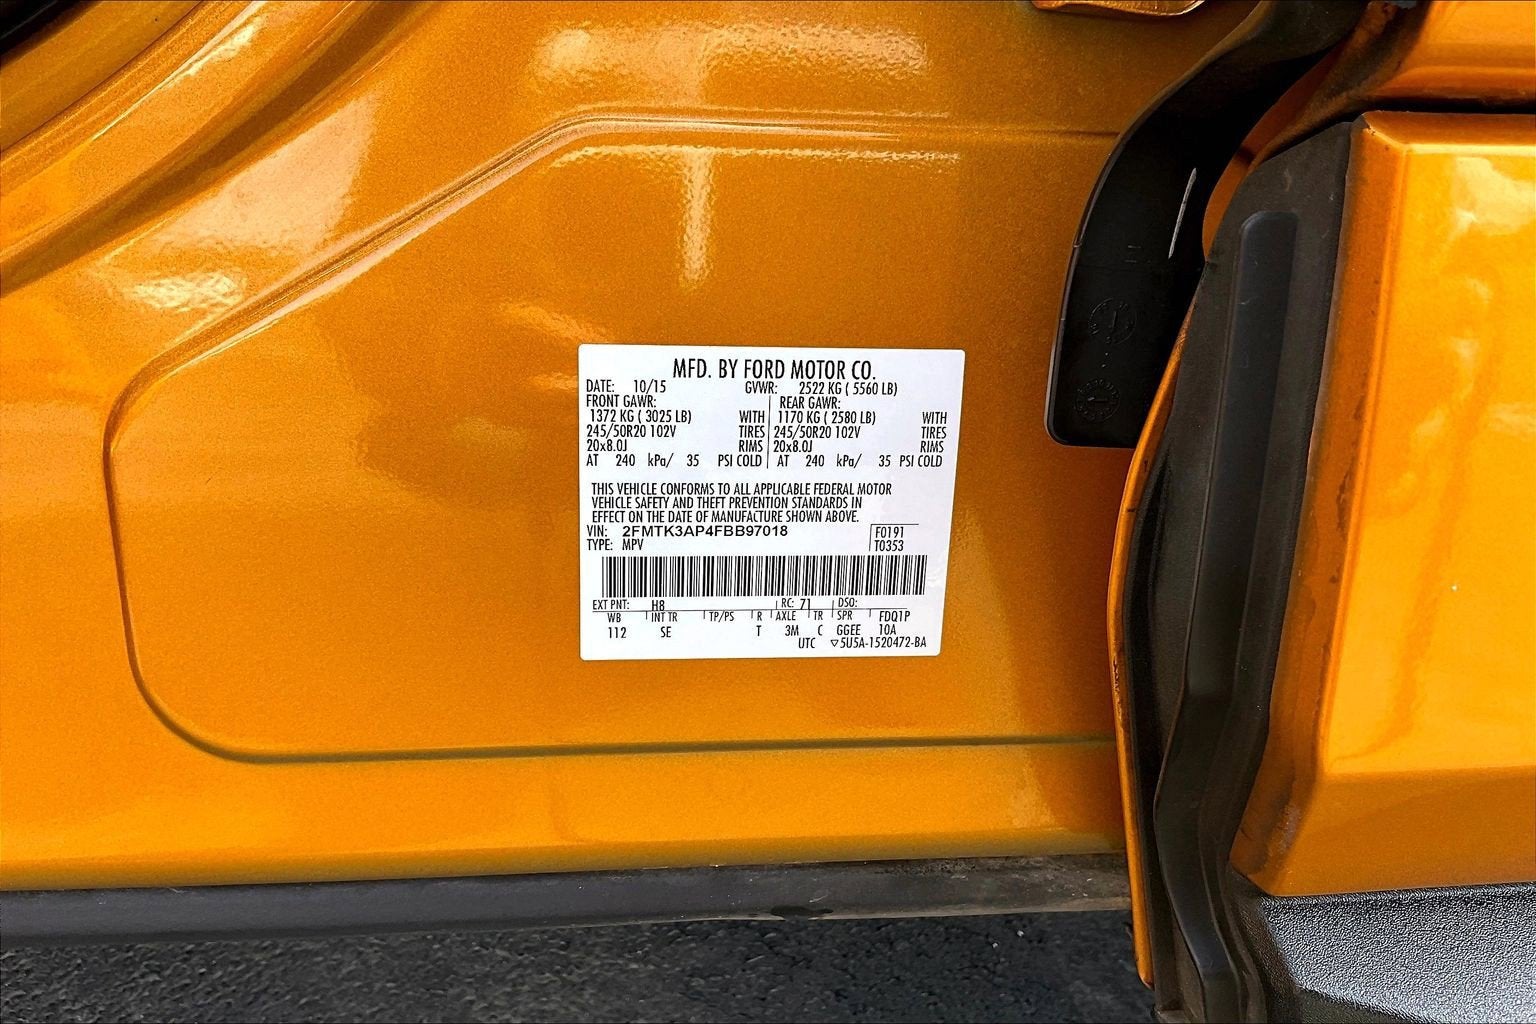 MFD. BY FORD MOTOR CO.
DATE: 10/15 GVWR: 2522 KG ( 5560 LB)
FRONT GAWR: REAR GAWR:
1372 KG ( 3025 LB) WITH 1170 KG ( 2580 LB) WITH
245/50R20 102V TIRES 245/50R20 102V TIRES
20x8.0J RIMS 20x8.0J RIMS
AT 240 kPa/ 35 PSI COLD AT 240 kPa/ 35 PSI COLD
THIS VEHICLE CONFORMS TO ALL APPLICABLE FEDERAL MOTOR
VEHICLE SAFETY AND THEFT PREVENTION STANDARDS IN
EFFECT ON THE DATE OF MANUFACTURE SHOWN ABOVE.
VIN: 2FMTK3AP4FBB97018 F0191
TYPE: MPV T0353
EXT PNT: H8 RC: 71 DSO:
WB INT TR TP/PS R AXLE TR SPR FDQ1P
112 SE T 3M C GGEE 10A
UTC ▽5U5A-1520472-BA